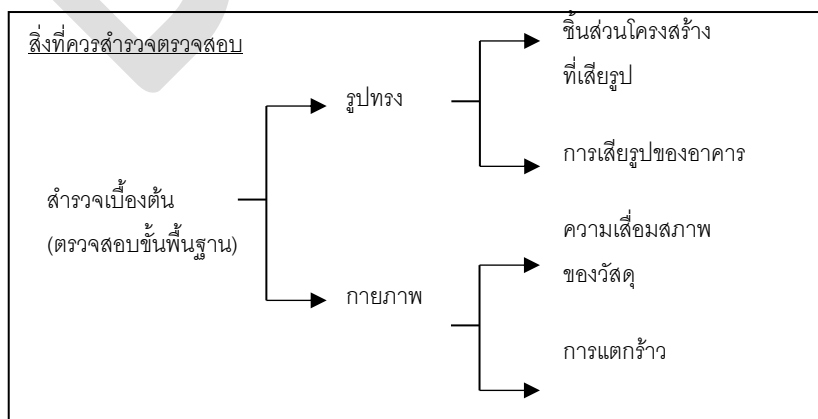 สิ่งที่ควรสำรวจตรวจสอบ
สำรวจเบื้องต้น
(ตรวจสอบขั้นพื้นฐาน)
รูปทรง
ชิ้นส่วนโครงสร้าง
ที่เสียรูป
การเสียรูปของอาคาร
กายภาพ
ความเสื่อมสภาพ
ของวัสดุ
การแตกร้าว